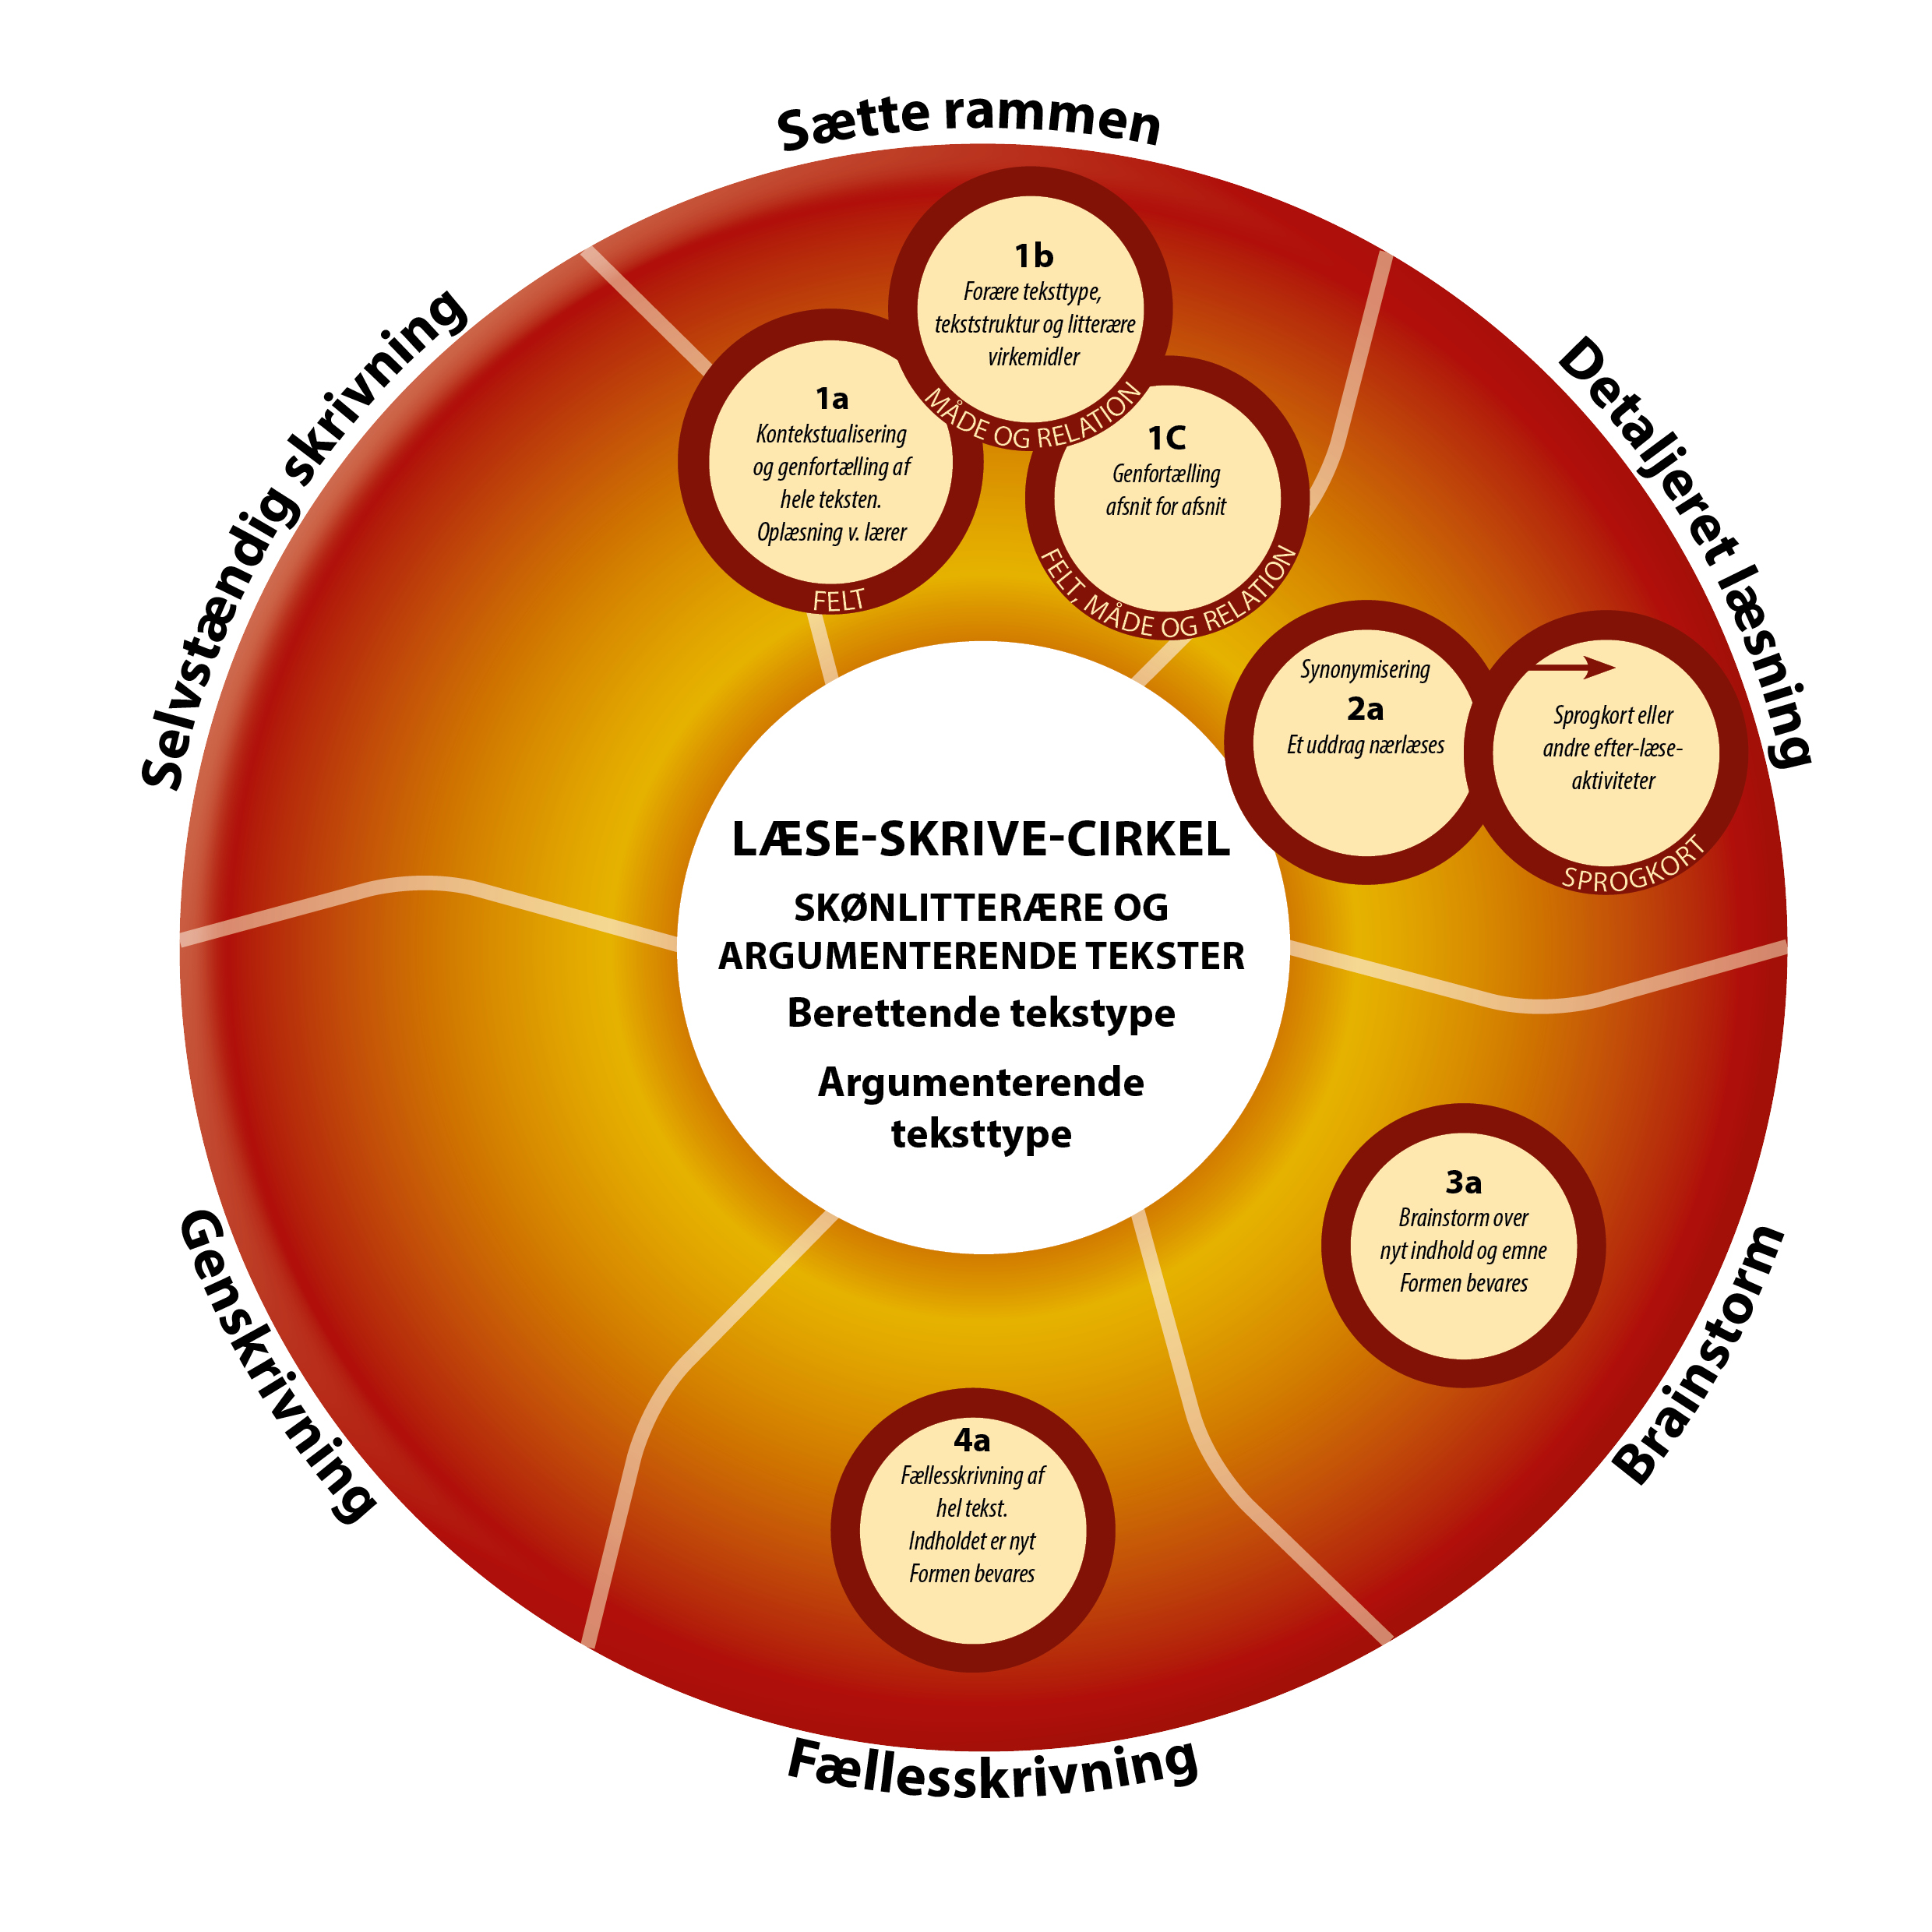 Sætte rammen
1b
Forære teksttype,
tekststruktur og litterære
virkemidler
MÅDE OG RELATION
1a
Kontekstualisering
og genfortælling af
hele teksten.
Oplæsning v. lærer
FELT
1C
Genfortælling
afsnit for afsnit
FELT, MÅDE OG RELATION
Detaljeret læsning
Synonymisering
2a
Et uddrag nærlæses
Sprogkort eller
andre efter-læse-
aktiviteter
SPROGKORT
LÆSE-SKRIVE-CIRKEL
SKØNLITTERÆRE OG
ARGUMENTERENDE TEKSTER
Berettende tekstype
Argumenterende
teksttype
Brainstorm
3a
Brainstorm over
nyt indhold og emne
Formen bevares
Fællesskrivning
4a
Fællesskrivning af
hel tekst.
Indholdet er nyt
Formen bevares
Genskrivning
Selvstændig skrivning